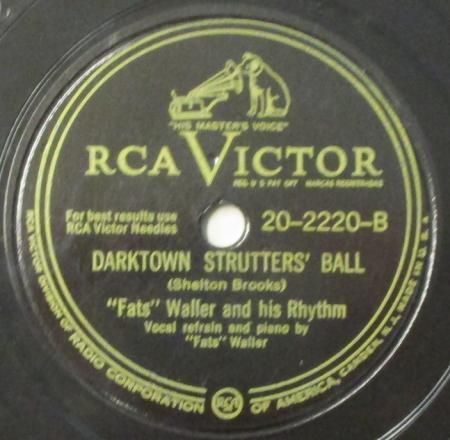 "HIS MASTER'S VOICE"
RCA VICTOR
REG U S PAT OFF MARCAS REGISTRADAS
For best results use
RCA Victor Needles
20-2220-B
DARKTOWN STRUTTERS' BALL
(Shelton Brooks)
"Fats" Waller and his Rhythm
Vocal refrain and piano by
"Fats" Waller
RCA VICTOR DIVISION OF RADIO CORPORATION OF AMERICA, CAMDEN, N. J. MADE IN U. S. A.
RCA